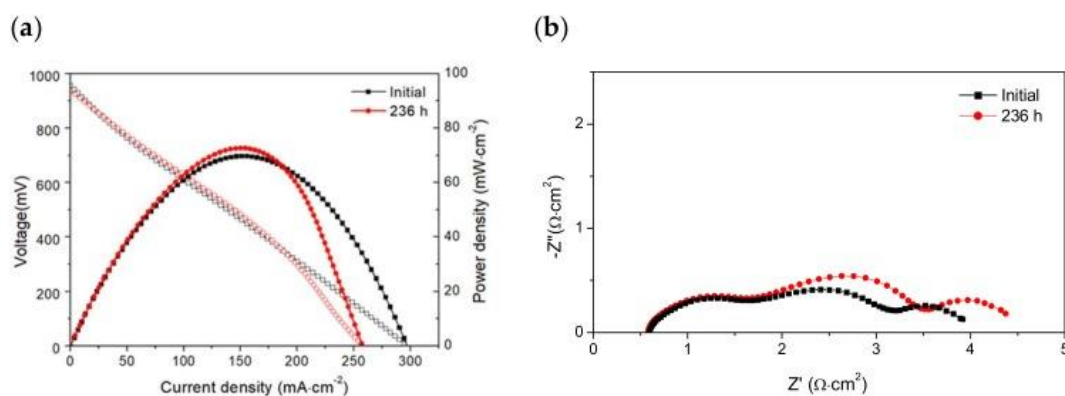 (a)
(b)
1000
800
600
400
200
0
Voltage(mV)
100
80
60
40
20
0
Power density (mW·cm⁻²)
Initial
236 h
0 50 100 150 200 250 300
Current density (mA·cm⁻²)
2
1
0
-Z"(Ω·cm²)
Initial
236 h
0 1 2 3 4 5
Z' (Ω·cm²)